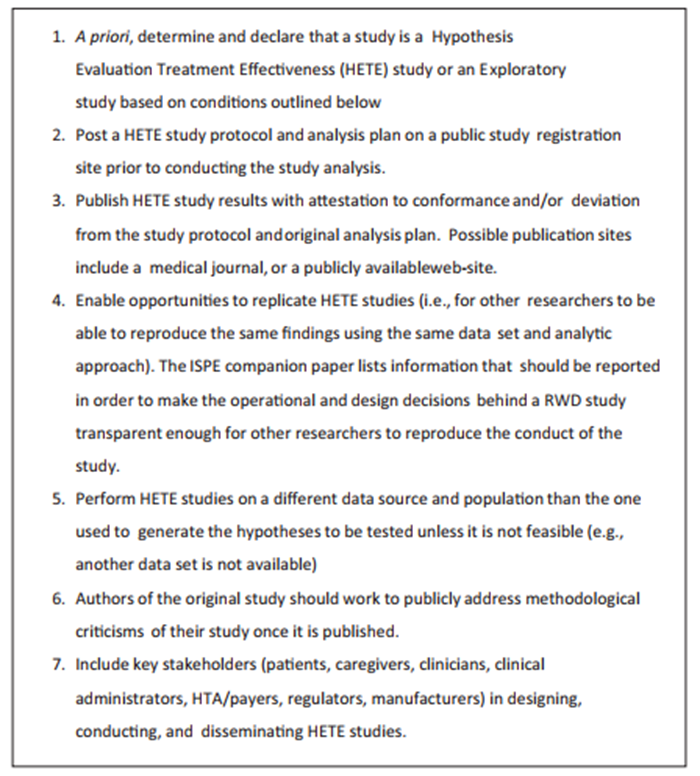 1. A priori, determine and declare that a study is a Hypothesis
Evaluation Treatment Effectiveness (HETE) study or an Exploratory
study based on conditions outlined below
2. Post a HETE study protocol and analysis plan on a public study registration
site prior to conducting the study analysis.
3. Publish HETE study results with attestation to conformance and/or deviation
from the study protocol andoriginal analysis plan. Possible publication sites
include a medical journal, or a publicly availableweb-site.
4. Enable opportunities to replicate HETE studies (i.e., for other researchers to be
able to reproduce the same findings using the same data set and analytic
approach). The ISPE companion paper lists information that should be reported
in order to make the operational and design decisions behind a RWD study
transparent enough for other researchers to reproduce the conduct of the
study.
5. Perform HETE studies on a different data source and population than the one
used to generate the hypotheses to be tested unless it is not feasible (e.g.,
another data set is not available)
6. Authors of the original study should work to publicly address methodological
criticisms of their study once it is published.
7. Include key stakeholders (patients, caregivers, clinicians, clinical
administrators, HTA/payers, regulators, manufacturers) in designing,
conducting, and disseminating HETE studies.